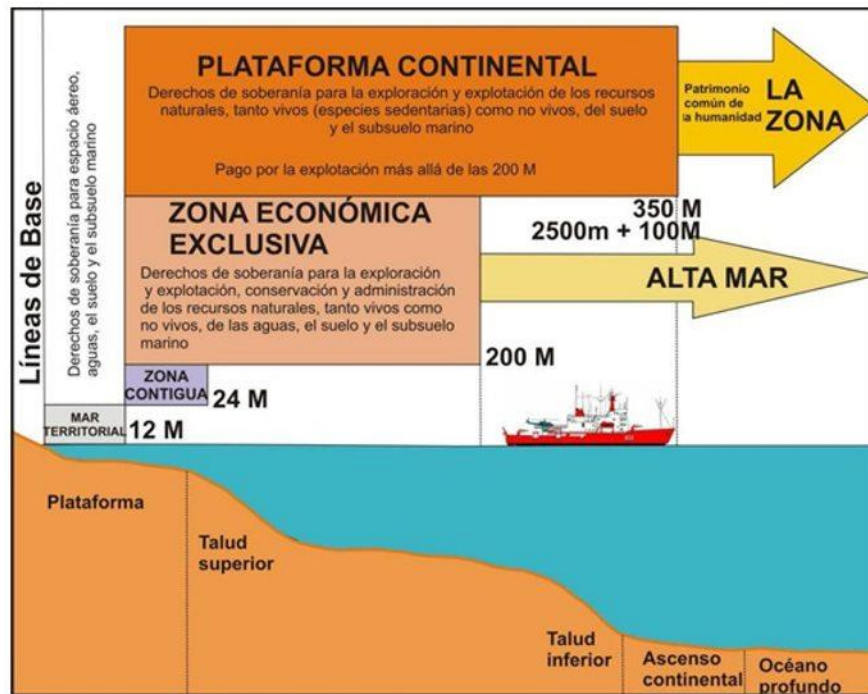 PLATAFORMA CONTINENTAL
Derechos de soberanía para la exploración y explotación de los recursos
naturales, tanto vivos (especies sedentarias) como no vivos, del suelo
y el subsuelo marino
Pago por la explotación más allá de las 200 M
Patrimonio
común de
la humanidad
LA
ZONA
Líneas de Base
Derechos de soberanía para espacio áereo,
aguas, el suelo y el subsuelo marino
ZONA ECONÓMICA
EXCLUSIVA
Derechos de soberanía para la exploración
y explotación, conservación y administración
de los recursos naturales, tanto vivos como
no vivos, de las aguas, el suelo y el subsuelo
marino
350 M
2500m + 100M
ALTA MAR
200 M
ZONA
CONTIGUA
24 M
MAR
TERRITORIAL
12 M
Plataforma
Talud
superior
Talud
inferior
Ascenso
continental
Océano
profundo